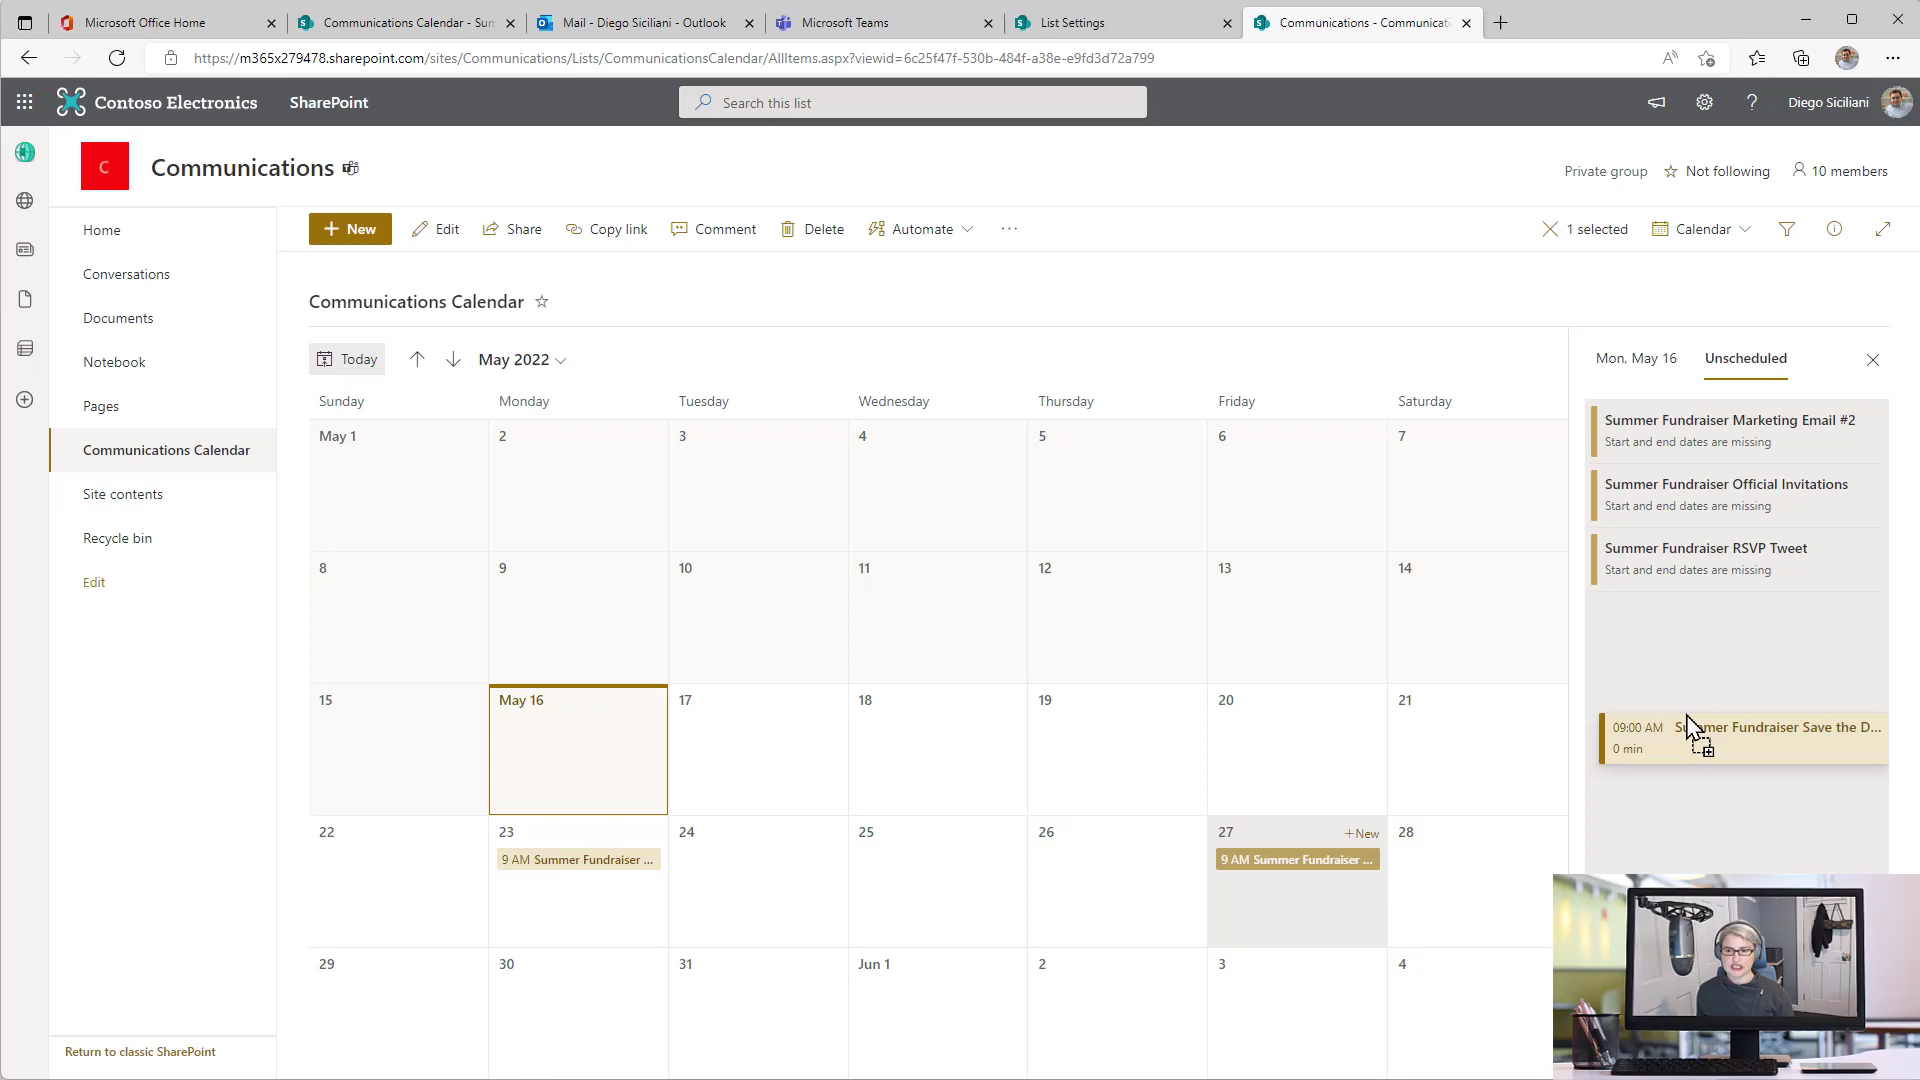 Microsoft Office Home
Communications Calendar - Sum
Mail - Diego Siciliani - Outlook
Microsoft Teams
List Settings
Communications - Communicati
https://m365x279478.sharepoint.com/sites/Communications/Lists/CommunicationsCalendar/AllItems.aspx?viewid=6c25f47f-530b-484f-a38e-e9fd3d72a799
Contoso Electronics
SharePoint
Search this list
Diego Siciliani
C
Communications
Private group
Not following
10 members
Home
Conversations
Documents
Notebook
Pages
Communications Calendar
Site contents
Recycle bin
Edit
Return to classic SharePoint
New
Edit
Share
Copy link
Comment
Delete
Automate
1 selected
Calendar
Communications Calendar
Today
May 2022
Sunday
Monday
Tuesday
Wednesday
Thursday
Friday
Saturday
May 1
2
3
4
5
6
7
8
9
10
11
12
13
14
15
May 16
17
18
19
20
21
22
23
24
25
26
27
+New
28
9 AM Summer Fundraiser ...
9 AM Summer Fundraiser ...
29
30
31
Jun 1
2
3
4
Mon, May 16
Unscheduled
Summer Fundraiser Marketing Email #2
Start and end dates are missing
Summer Fundraiser Official Invitations
Start and end dates are missing
Summer Fundraiser RSVP Tweet
Start and end dates are missing
09:00 AM Summer Fundraiser Save the D...
0 min